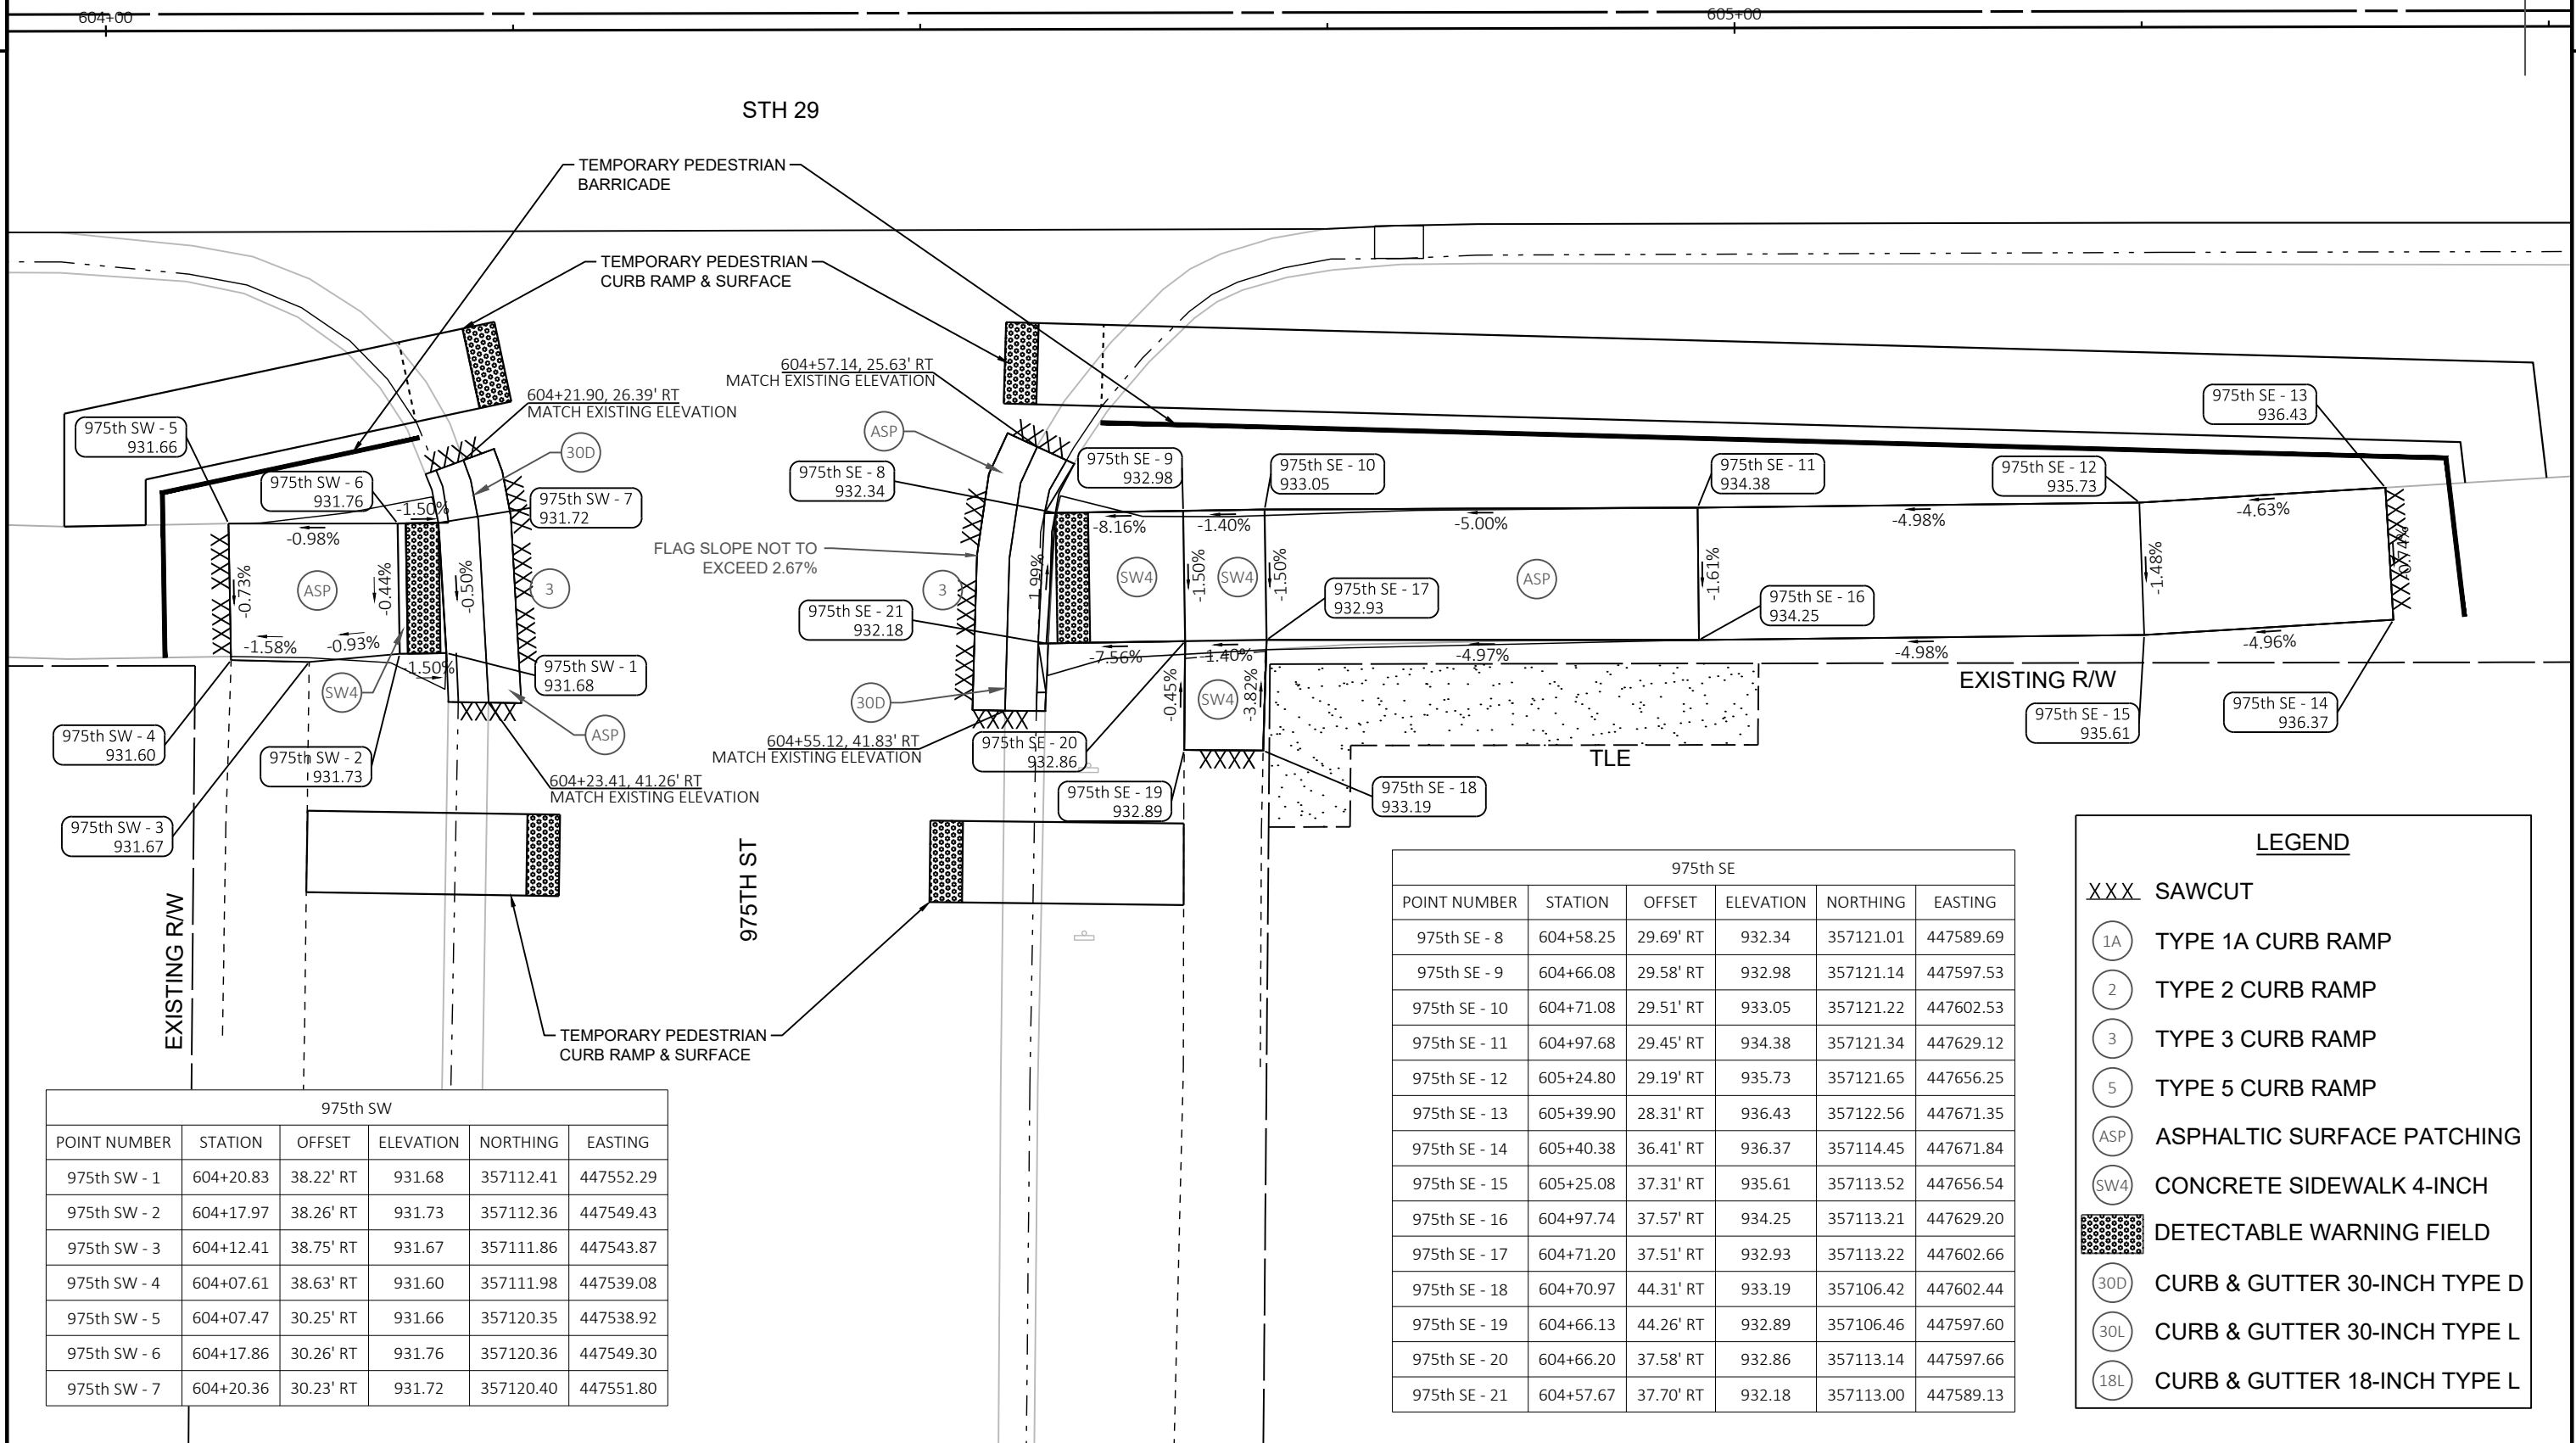 604+00
605+00
STH 29
TEMPORARY PEDESTRIAN
BARRICADE
TEMPORARY PEDESTRIAN
CURB RAMP & SURFACE
604+21.90, 26.39' RT
MATCH EXISTING ELEVATION
604+57.14, 25.63' RT
MATCH EXISTING ELEVATION
975th SW - 5
931.66
975th SW - 6
931.76
975th SW - 7
931.72
30D
ASP
975th SE - 8
932.34
975th SE - 9
932.98
975th SE - 10
933.05
975th SE - 11
934.38
975th SE - 12
935.73
975th SE - 13
936.43
-1.50%
-0.98%
-0.73%
ASP
-0.44%
-0.50%
3
-1.58%
-0.93%
-1.50%
SW4
FLAG SLOPE NOT TO
EXCEED 2.67%
3
1.99%
-8.16%
-1.40%
-5.00%
-4.98%
-4.63%
SW4
-1.50%
SW4
-1.50%
ASP
-1.61%
-1.48%
-0.74%
975th SE - 21
932.18
975th SE - 17
932.93
975th SE - 16
934.25
-7.56%
-1.40%
-4.97%
-4.98%
-4.96%
975th SW - 1
931.68
ASP
30D
-0.45%
SW4
-3.82%
EXISTING R/W
TLE
975th SE - 15
935.61
975th SE - 14
936.37
975th SW - 4
931.60
975th SW - 2
931.73
975th SW - 3
931.67
604+23.41, 41.26' RT
MATCH EXISTING ELEVATION
604+55.12, 41.83' RT
MATCH EXISTING ELEVATION
975th SE - 20
932.86
975th SE - 19
932.89
975th SE - 18
933.19
EXISTING R/W
975TH ST
TEMPORARY PEDESTRIAN
CURB RAMP & SURFACE
975th SW
POINT NUMBER STATION OFFSET ELEVATION NORTHING EASTING
975th SW - 1 604+20.83 38.22' RT 931.68 357112.41 447552.29
975th SW - 2 604+17.97 38.26' RT 931.73 357112.36 447549.43
975th SW - 3 604+12.41 38.75' RT 931.67 357111.86 447543.87
975th SW - 4 604+07.61 38.63' RT 931.60 357111.98 447539.08
975th SW - 5 604+07.47 30.25' RT 931.66 357120.35 447538.92
975th SW - 6 604+17.86 30.26' RT 931.76 357120.36 447549.30
975th SW - 7 604+20.36 30.23' RT 931.72 357120.40 447551.80
975th SE
POINT NUMBER STATION OFFSET ELEVATION NORTHING EASTING
975th SE - 8 604+58.25 29.69' RT 932.34 357121.01 447589.69
975th SE - 9 604+66.08 29.58' RT 932.98 357121.14 447597.53
975th SE - 10 604+71.08 29.51' RT 933.05 357121.22 447602.53
975th SE - 11 604+97.68 29.45' RT 934.38 357121.34 447629.12
975th SE - 12 605+24.80 29.19' RT 935.73 357121.65 447656.25
975th SE - 13 605+39.90 28.31' RT 936.43 357122.56 447671.35
975th SE - 14 605+40.38 36.41' RT 936.37 357114.45 447671.84
975th SE - 15 605+25.08 37.31' RT 935.61 357113.52 447656.54
975th SE - 16 604+97.74 37.57' RT 934.25 357113.21 447629.20
975th SE - 17 604+71.20 37.51' RT 932.93 357113.22 447602.66
975th SE - 18 604+70.97 44.31' RT 933.19 357106.42 447602.44
975th SE - 19 604+66.13 44.26' RT 932.89 357106.46 447597.60
975th SE - 20 604+66.20 37.58' RT 932.86 357113.14 447597.66
975th SE - 21 604+57.67 37.70' RT 932.18 357113.00 447589.13
LEGEND
XXX SAWCUT
1A TYPE 1A CURB RAMP
2 TYPE 2 CURB RAMP
3 TYPE 3 CURB RAMP
5 TYPE 5 CURB RAMP
ASP ASPHALTIC SURFACE PATCHING
SW4 CONCRETE SIDEWALK 4-INCH
DETECTABLE WARNING FIELD
30D CURB & GUTTER 30-INCH TYPE D
30L CURB & GUTTER 30-INCH TYPE L
18L CURB & GUTTER 18-INCH TYPE L